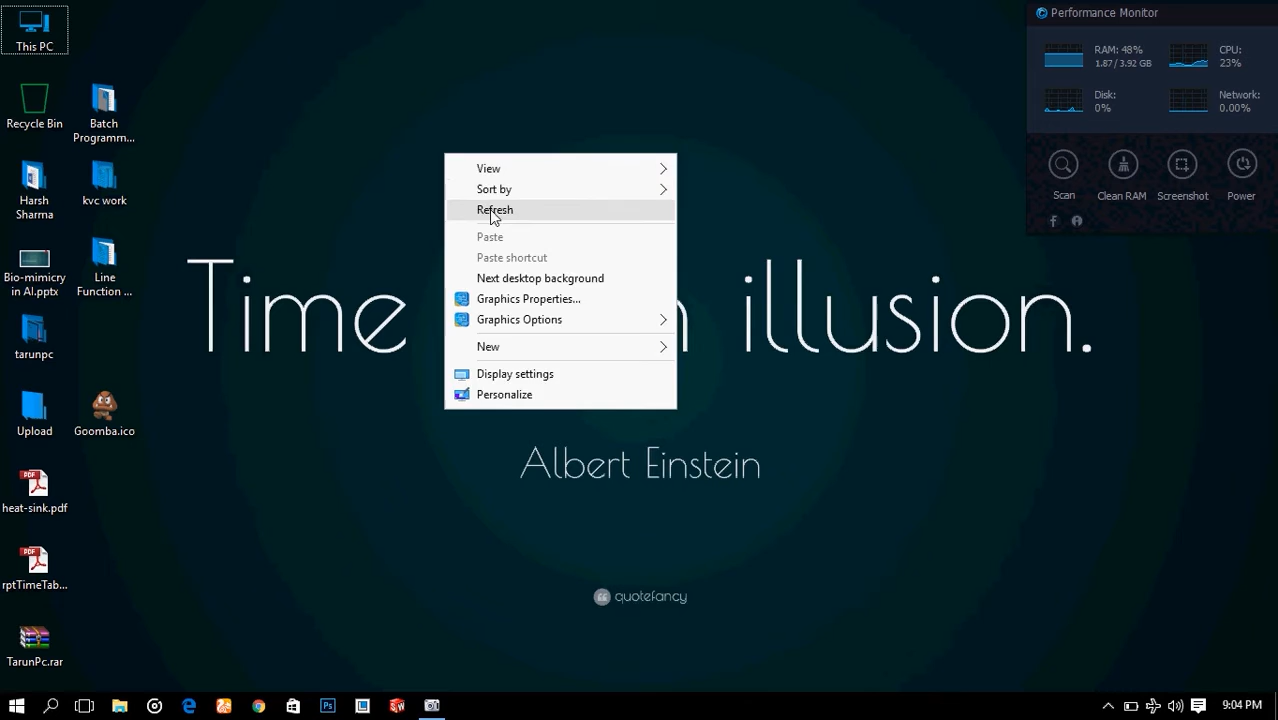 This PC
Recycle Bin
Batch
Programm...
Harsh
Sharma
kvc work
Bio-mimicry
in AI.pptx
Line
Function ...
tarunpc
Upload
Goomba.ico
heat-sink.pdf
rptTimeTab...
TarunPc.rar
View
Sort by
Refresh
Paste
Paste shortcut
Next desktop background
Graphics Properties...
Graphics Options
New
Display settings
Personalize
Time
illusion.
Albert Einstein
quotefancy
Performance Monitor
RAM: 48%
1.87 / 3.92 GB
CPU:
23%
Disk:
0%
Network:
0.00%
Scan
Clean RAM
Screenshot
Power
9:04 PM